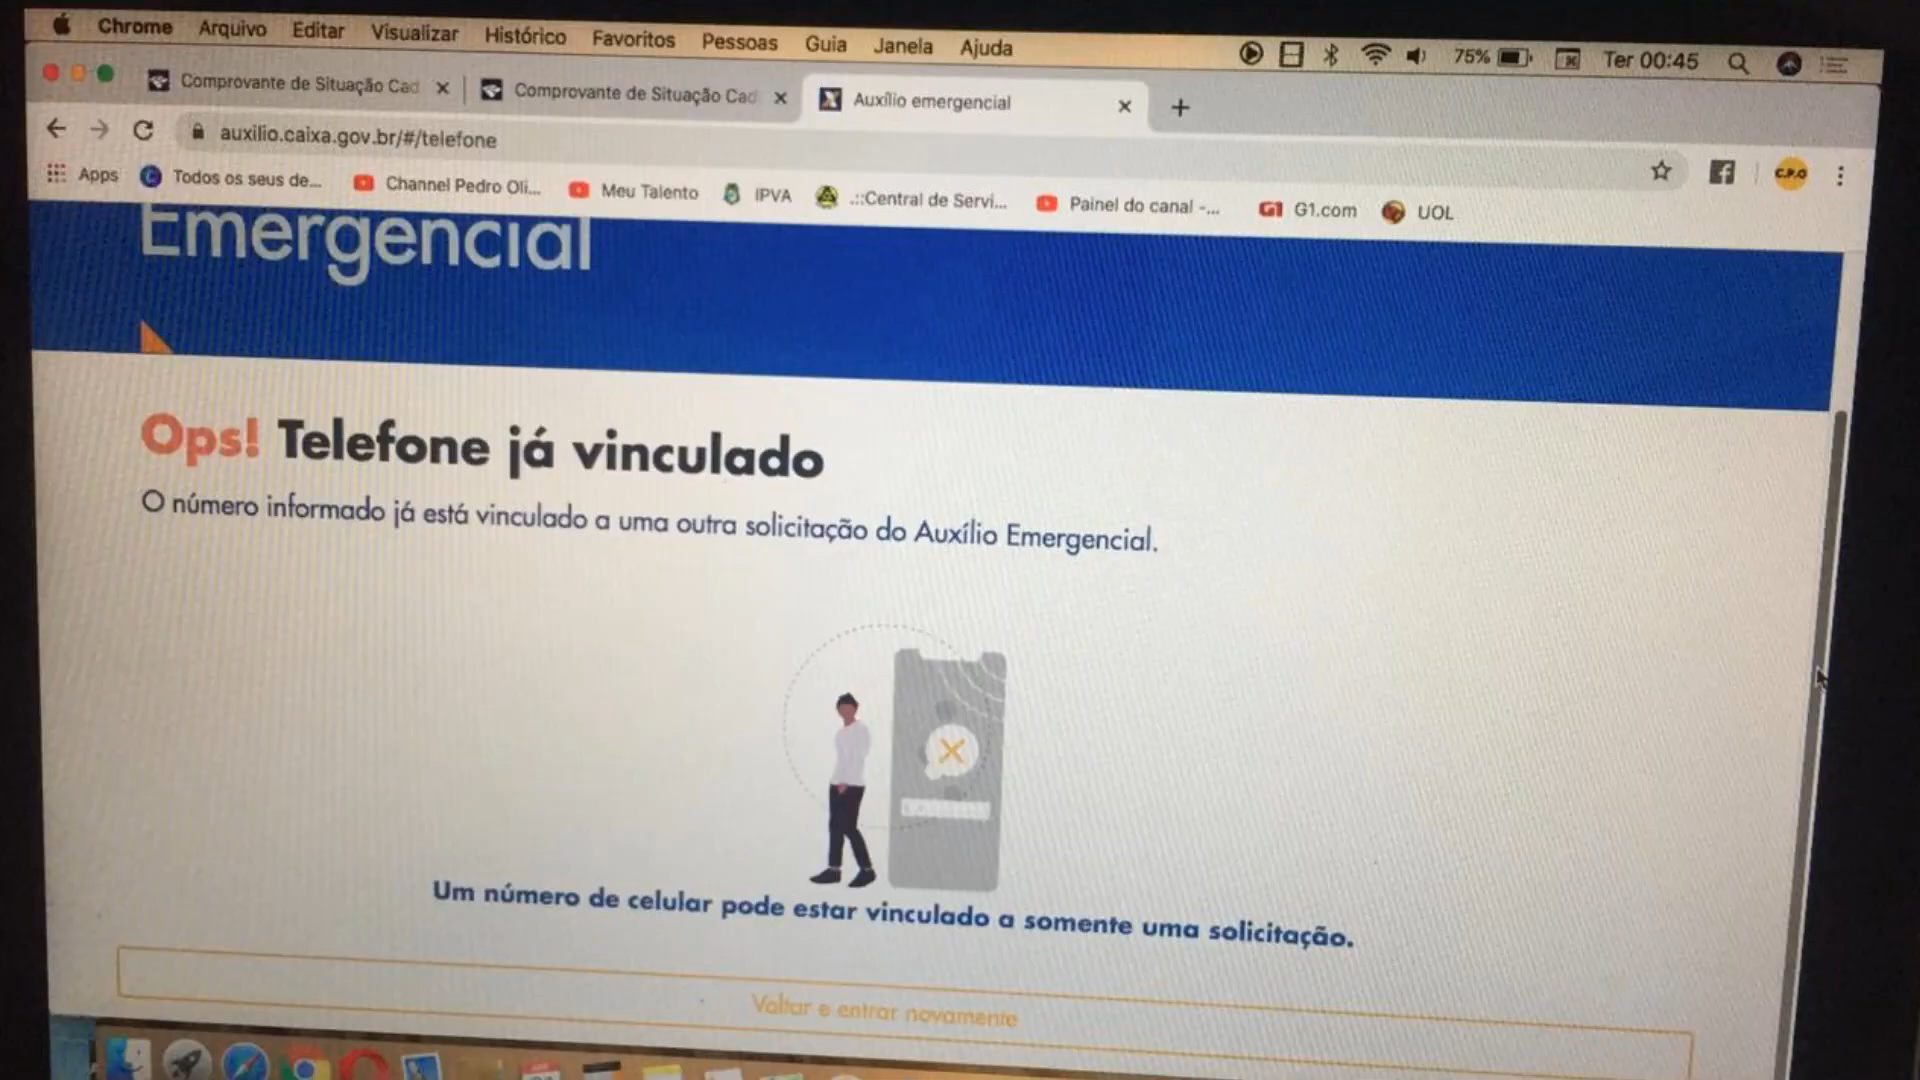 Chrome Arquivo Editar Visualizar Histórico Favoritos Pessoas Guia Janela Ajuda 75% Ter 00:45
Comprovante de Situação Cad Comprovante de Situação Cad Auxílio emergencial
auxilio.caixa.gov.br/#/telefone C.P.O
Apps Todos os seus de... Channel Pedro Oli... Meu Talento IPVA .::Central de Servi... Painel do canal -... G1 G1.com UOL
Emergencial
Ops! Telefone já vinculado
O número informado já está vinculado a uma outra solicitação do Auxílio Emergencial.
Um número de celular pode estar vinculado a somente uma solicitação.
Voltar e entrar novamente